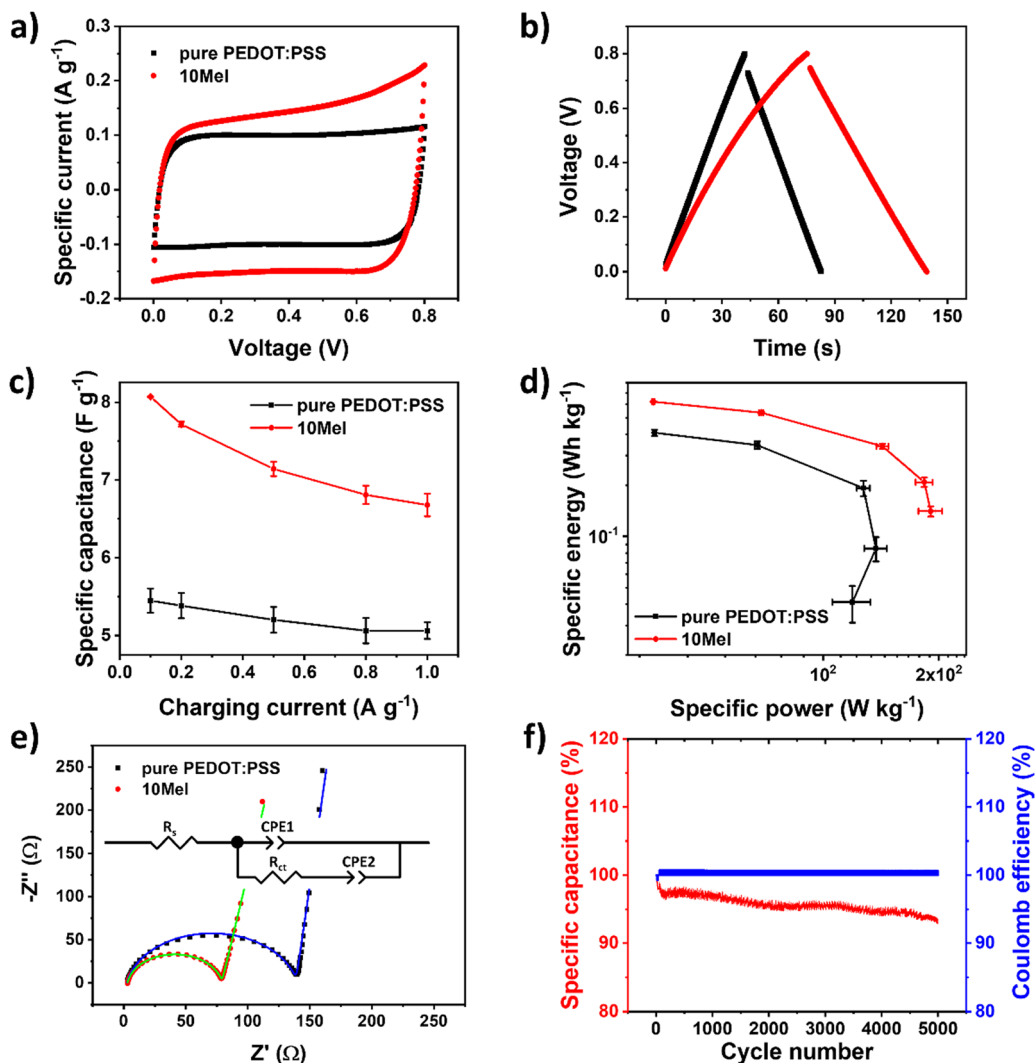 a)
0.3
0.2
0.1
0.0
-0.1
-0.2
Specific current (A g⁻¹)
pure PEDOT:PSS
10Mel
0.0 0.2 0.4 0.6 0.8
Voltage (V)
b)
0.8
0.6
0.4
0.2
0.0
Voltage (V)
0 30 60 90 120 150
Time (s)
c)
8
7
6
5
Specific capacitance (F g⁻¹)
pure PEDOT:PSS
10Mel
0.0 0.2 0.4 0.6 0.8 1.0
Charging current (A g⁻¹)
d)
10⁻¹
Specific energy (Wh kg⁻¹)
pure PEDOT:PSS
10Mel
10² 2x10²
Specific power (W kg⁻¹)
e)
250
200
150
100
50
0
-Z'' (Ω)
pure PEDOT:PSS
10Mel
Rs CPE1
Rct CPE2
0 50 100 150 200 250
Z' (Ω)
f)
120
110
100
90
80
Specific capacitance (%)
120
110
100
90
80
Coulomb efficiency (%)
0 1000 2000 3000 4000 5000
Cycle number